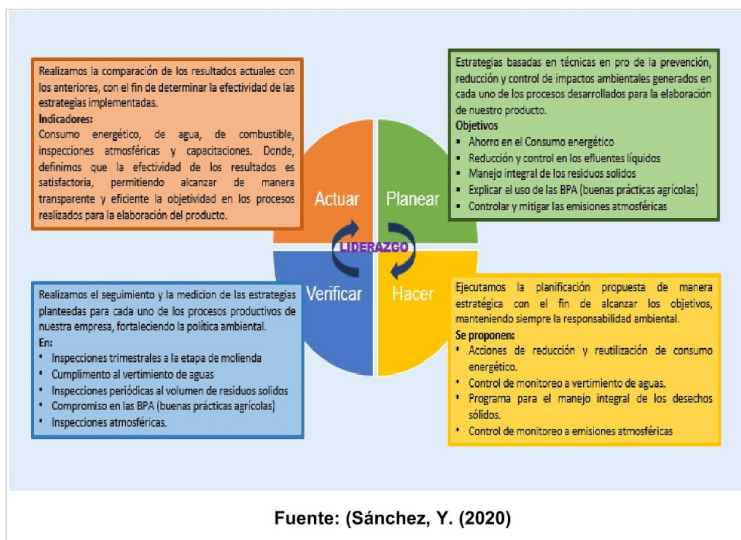 Realizamos la comparación de los resultados actuales con
los anteriores, con el fin de determinar la efectividad de las
estrategias implementadas.
Indicadores:
Consumo energético, de agua, de combustible,
inspecciones atmosféricas y capacitaciones. Donde,
definimos que la efectividad de los resultados es
satisfactoria, permitiendo alcanzar de manera
transparente y eficiente la objetividad en los procesos
realizados para la elaboración del producto.
Estrategias basadas en técnicas en pro de la prevención,
reducción y control de impactos ambientales generados en
cada uno de los procesos desarrollados para la elaboración
de nuestro producto.
Objetivos
▪ Ahorro en el Consumo energético
▪ Reducción y control en los efluentes líquidos
▪ Manejo integral de los residuos solidos
▪ Explicar el uso de las BPA (buenas prácticas agrícolas)
▪ Controlar y mitigar las emisiones atmosféricas
Actuar
Planear
LIDERAZGO
Verificar
Hacer
Realizamos el seguimiento y la medicion de las estrategias
planteadas para cada uno de los procesos productivos de
nuestra empresa, fortaleciendo la política ambiental.
En:
• Inspecciones trimestrales a la etapa de molienda
• Cumplimento al vertimiento de aguas
• Inspecciones periódicas al volumen de residuos solidos
• Compromiso en las BPA (buenas prácticas agrícolas)
• Inspecciones atmosféricas.
Ejecutamos la planificación propuesta de manera
estratégica con el fin de alcanzar los objetivos,
manteniendo siempre la responsabilidad ambiental.
Se proponen:
• Acciones de reducción y reutilización de consumo
energético.
• Control de monitoreo a vertimiento de aguas.
• Programa para el manejo integral de los desechos
sólidos.
• Control de monitoreo a emisiones atmosféricas
Fuente: (Sánchez, Y. (2020)